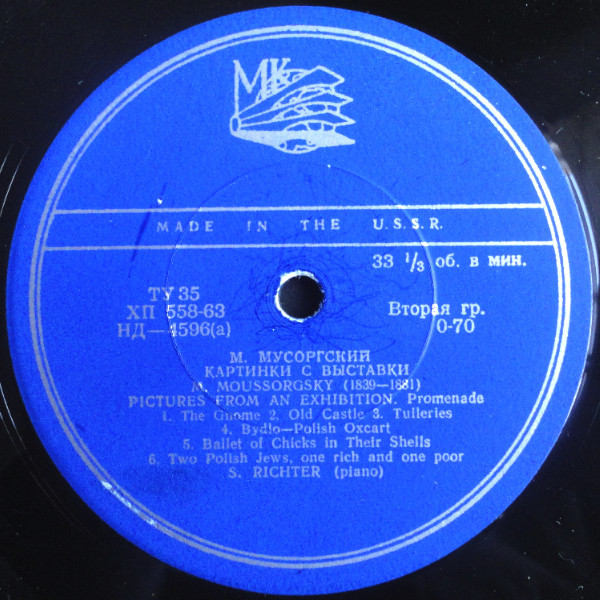 МК
MADE IN THE U.S.S.R.
33 1/3 об. в мин.
ТУ 35
ХП 558-63
НД—4596(а)
Вторая гр.
0-70
М. МУСОРГСКИЙ
КАРТИНКИ С ВЫСТАВКИ
M. MOUSSORGSKY (1839—1881)
PICTURES FROM AN EXHIBITION. Promenade
1. The Gnome 2. Old Castle 3. Tulleries
4. Bydlo—Polish Oxcart
5. Ballet of Chicks in Their Shells
6. Two Polish Jews, one rich and one poor
S. RICHTER (piano)